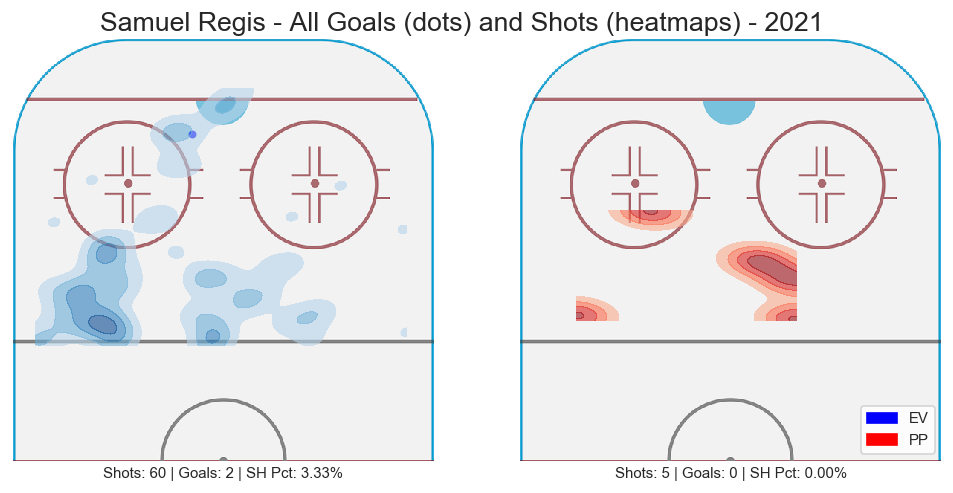 Samuel Regis - All Goals (dots) and Shots (heatmaps) - 2021
EV
PP
Shots: 60 | Goals: 2 | SH Pct: 3.33%
Shots: 5 | Goals: 0 | SH Pct: 0.00%